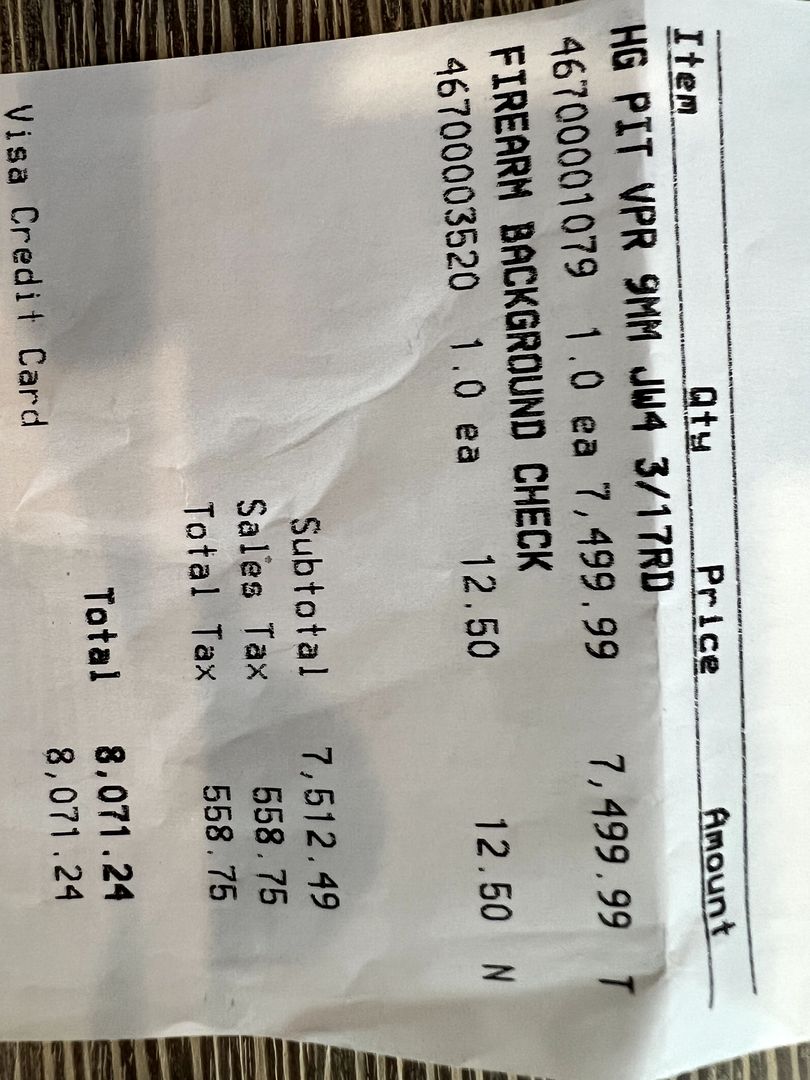 Item Qty Price Amount
HG PIT VPR 9MM JW4 3/17RD
46700001079 1.0 ea 7,499.99 7,499.99 T
FIREARM BACKGROUND CHECK
46700003520 1.0 ea 12.50 12.50 N
Subtotal 7,512.49
Sales Tax 558.75
Total Tax 558.75
Total 8,071.24
Visa Credit Card 8,071.24